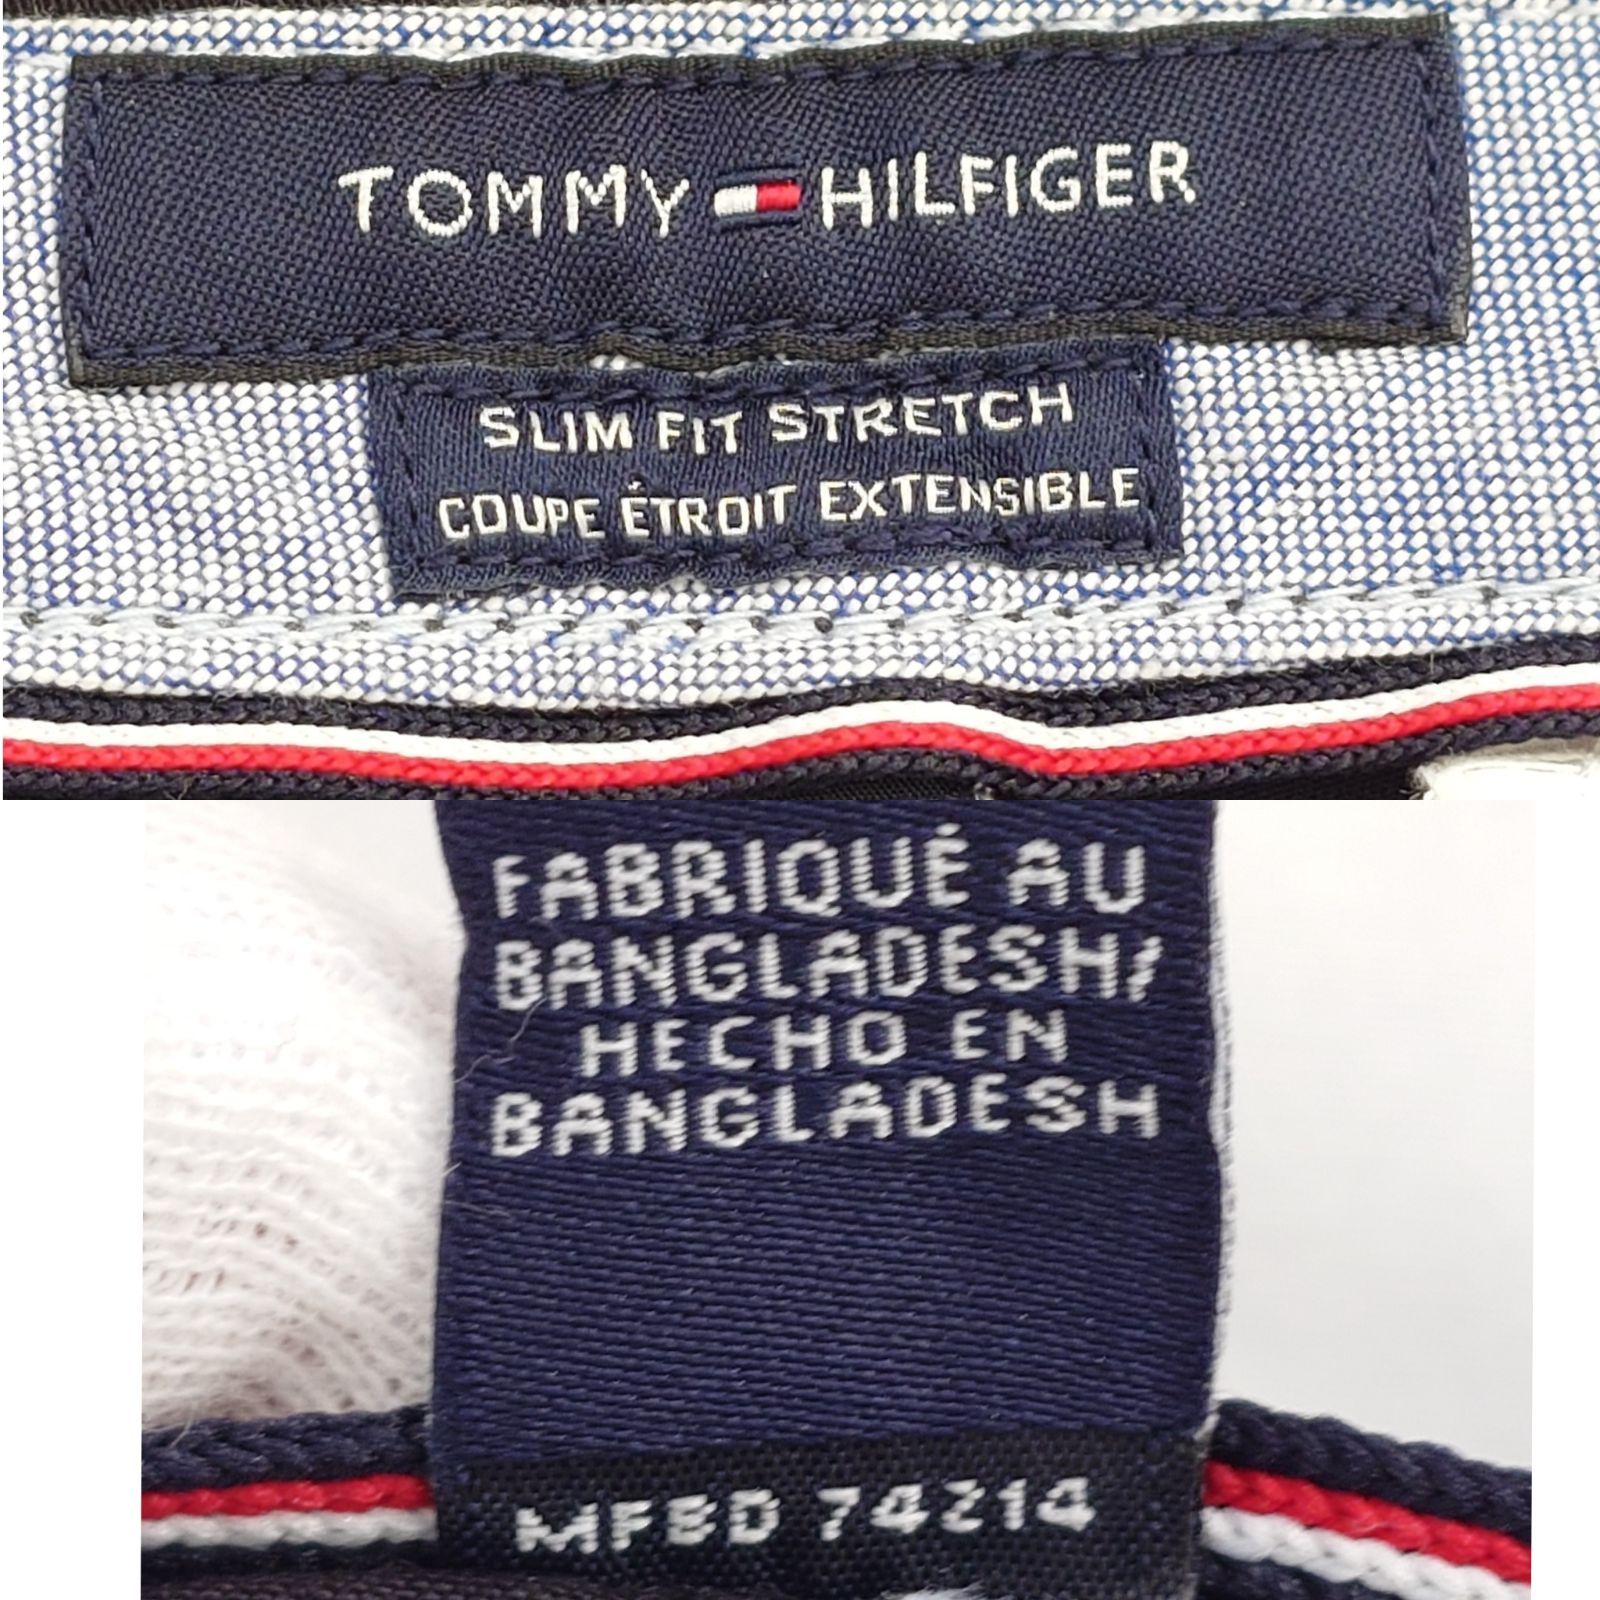 TOMMY HILFIGER
SLIM FIT STRETCH
COUPE ÉTROIT EXTENSIBLE
FABRIQUÉ AU
BANGLADESH/
HECHO EN
BANGLADESH
MFBD 74214